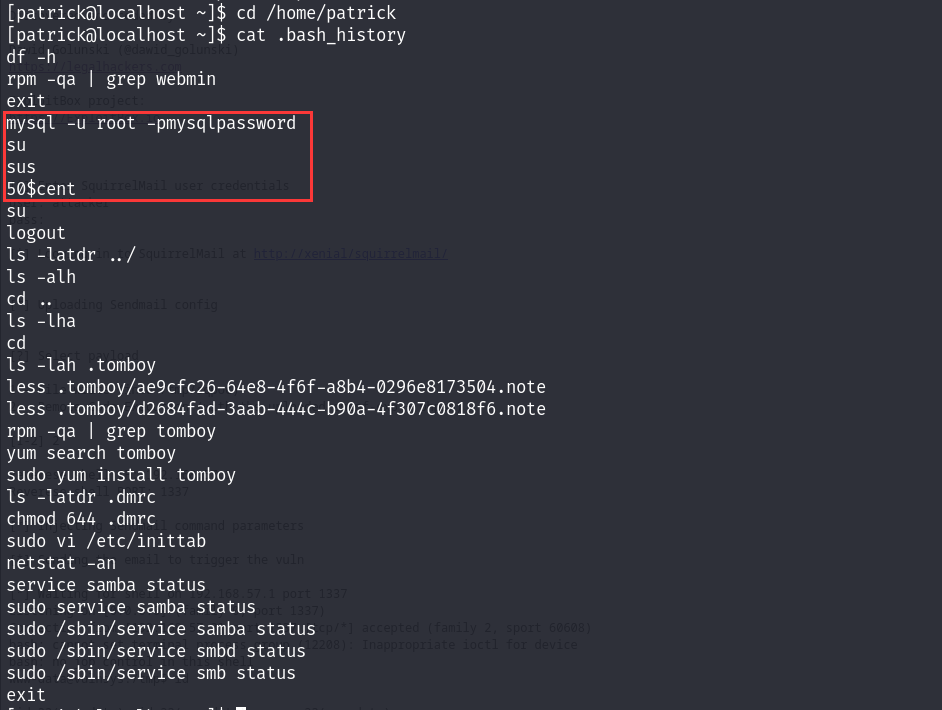 [patrick@localhost ~]$ cd /home/patrick
[patrick@localhost ~]$ cat .bash_history
df -h
rpm -qa | grep webmin
exit
mysql -u root -pmysqlpassword
su
sus
50$cent
su
logout
ls -latdr ../
ls -alh
cd ..
ls -lha
cd
ls -lah .tomboy
less .tomboy/ae9cfc26-64e8-4f6f-a8b4-0296e8173504.note
less .tomboy/d2684fad-3aab-444c-b90a-4f307c0818f6.note
rpm -qa | grep tomboy
yum search tomboy
sudo yum install tomboy
ls -latdr .dmrc
chmod 644 .dmrc
sudo vi /etc/inittab
netstat -an
service samba status
sudo service samba status
sudo /sbin/service samba status
sudo /sbin/service smbd status
sudo /sbin/service smb status
exit